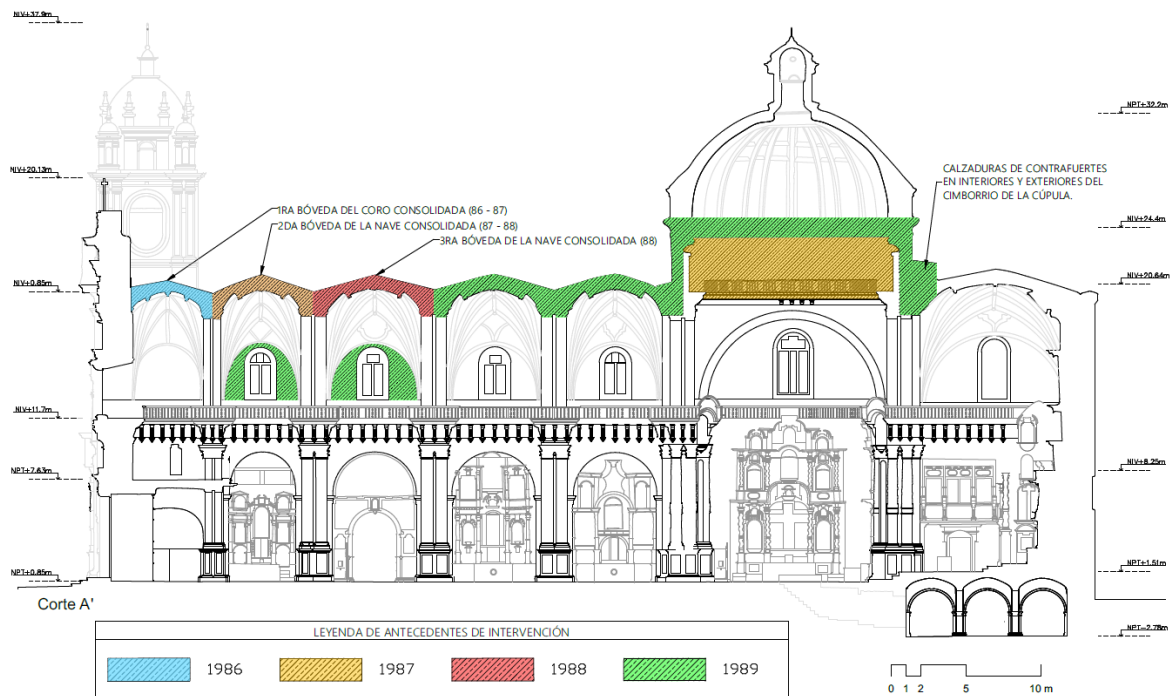 NIV+37.9m
NPT+32.2m
NIV+20.13m
CALZADURAS DE CONTRAFUERTES
EN INTERIORES Y EXTERIORES DEL
CIMBORRIO DE LA CÚPULA.
1RA BÓVEDA DEL CORO CONSOLIDADA (86 - 87)
2DA BÓVEDA DE LA NAVE CONSOLIDADA (87 - 88)
3RA BÓVEDA DE LA NAVE CONSOLIDADA (88)
NIV+24.4m
NIV+0.85m
NIV+20.64m
NIV+11.7m
NPT+7.63m
NIV+8.25m
NPT+0.85m
NPT+1.51m
Corte A'
NPT-2.78m
LEYENDA DE ANTECEDENTES DE INTERVENCIÓN
1986 1987 1988 1989
0 1 2 5 10 m